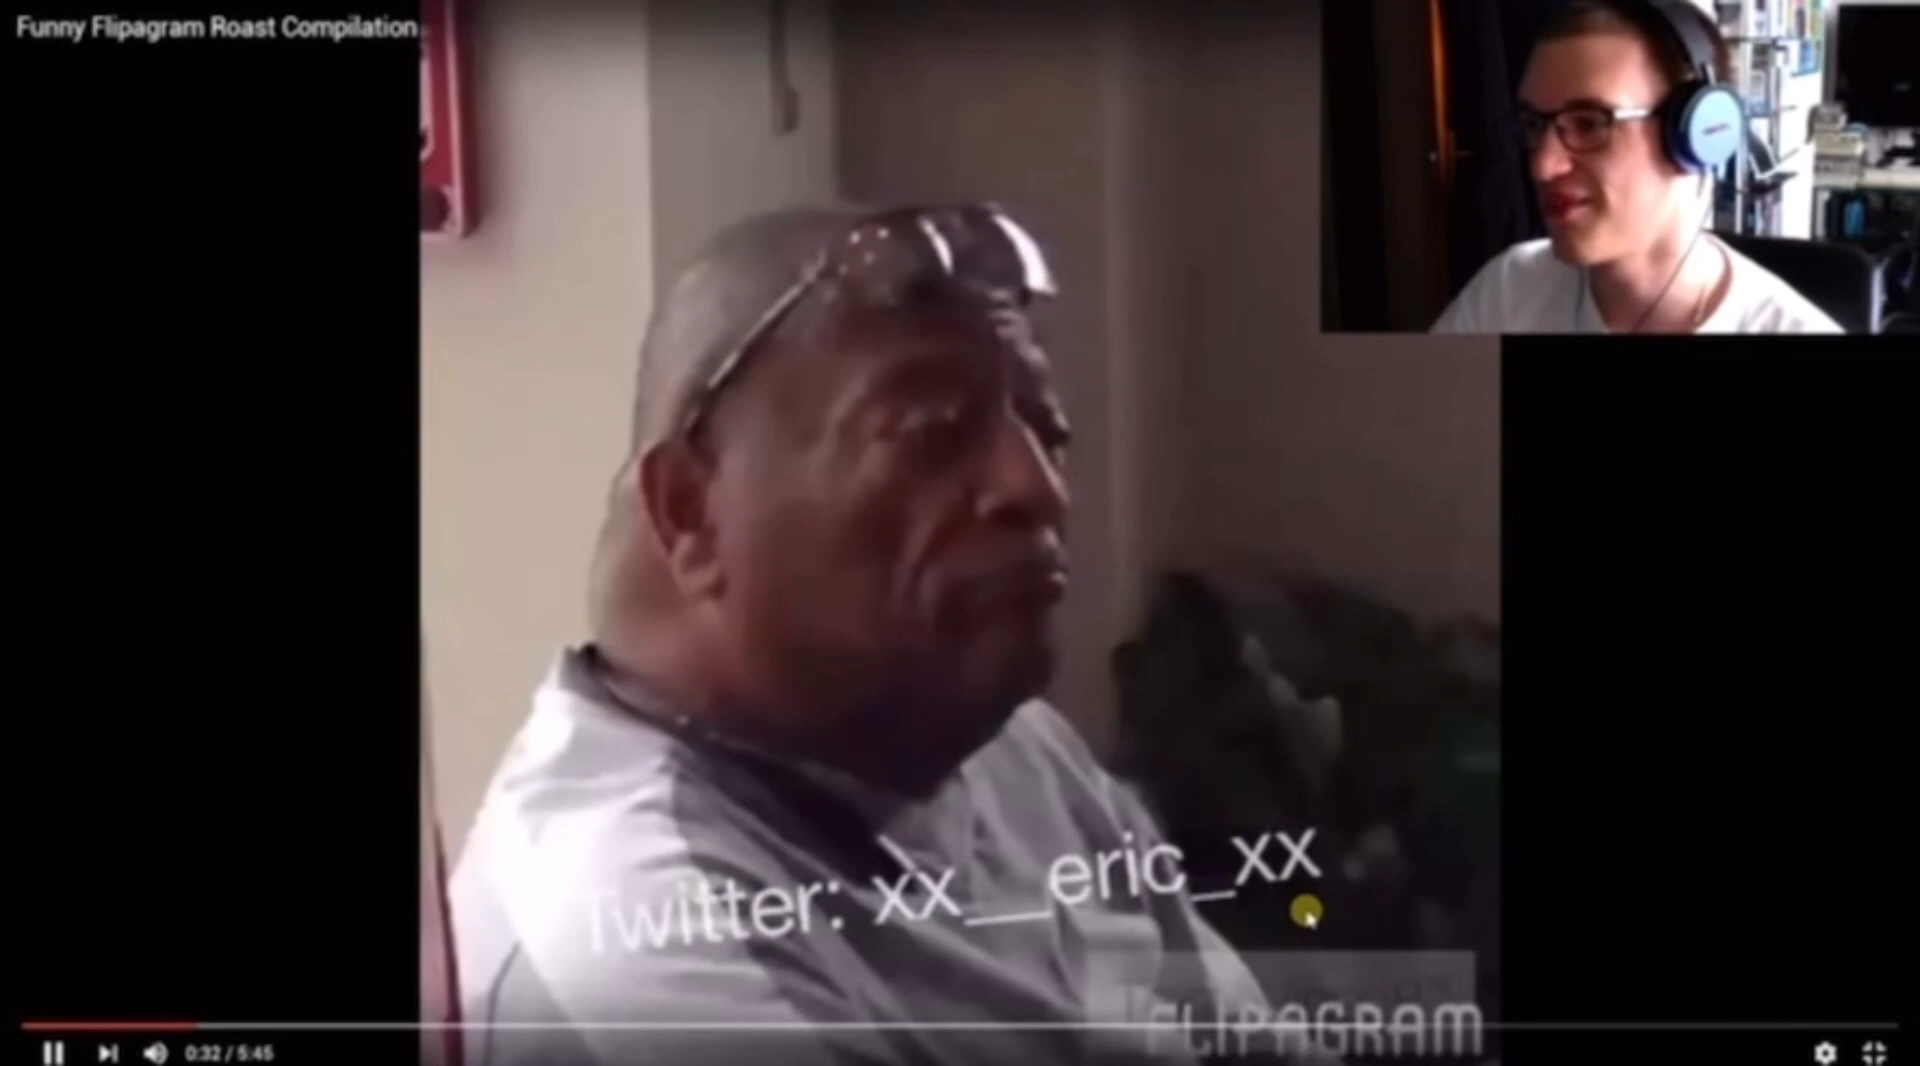 Funny Flipagram Roast Compilation
Twitter: xx__eric_xx
FLIPAGRAM
0:32 / 5:45